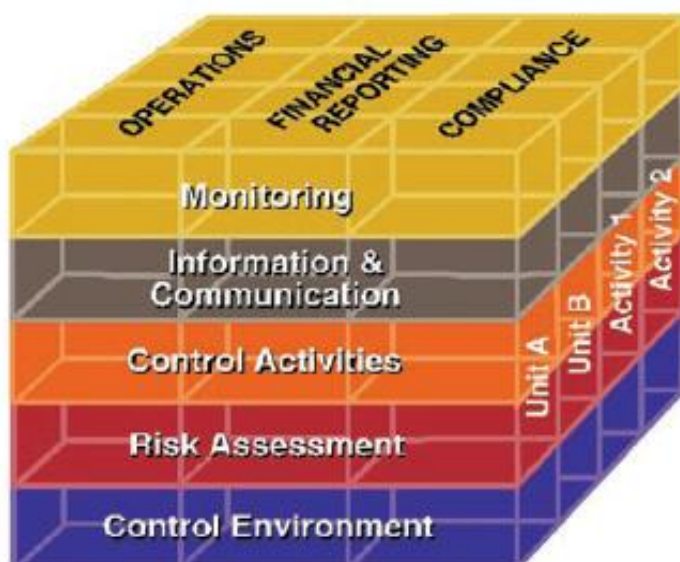 OPERATIONS
FINANCIAL
REPORTING
COMPLIANCE
Monitoring
Information &
Communication
Control Activities
Risk Assessment
Control Environment
Unit A
Unit B
Activity 1
Activity 2